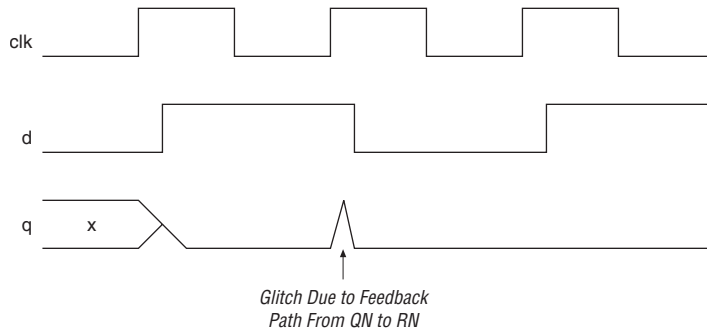 clk
d
q
x
Glitch Due to Feedback
Path From QN to RN